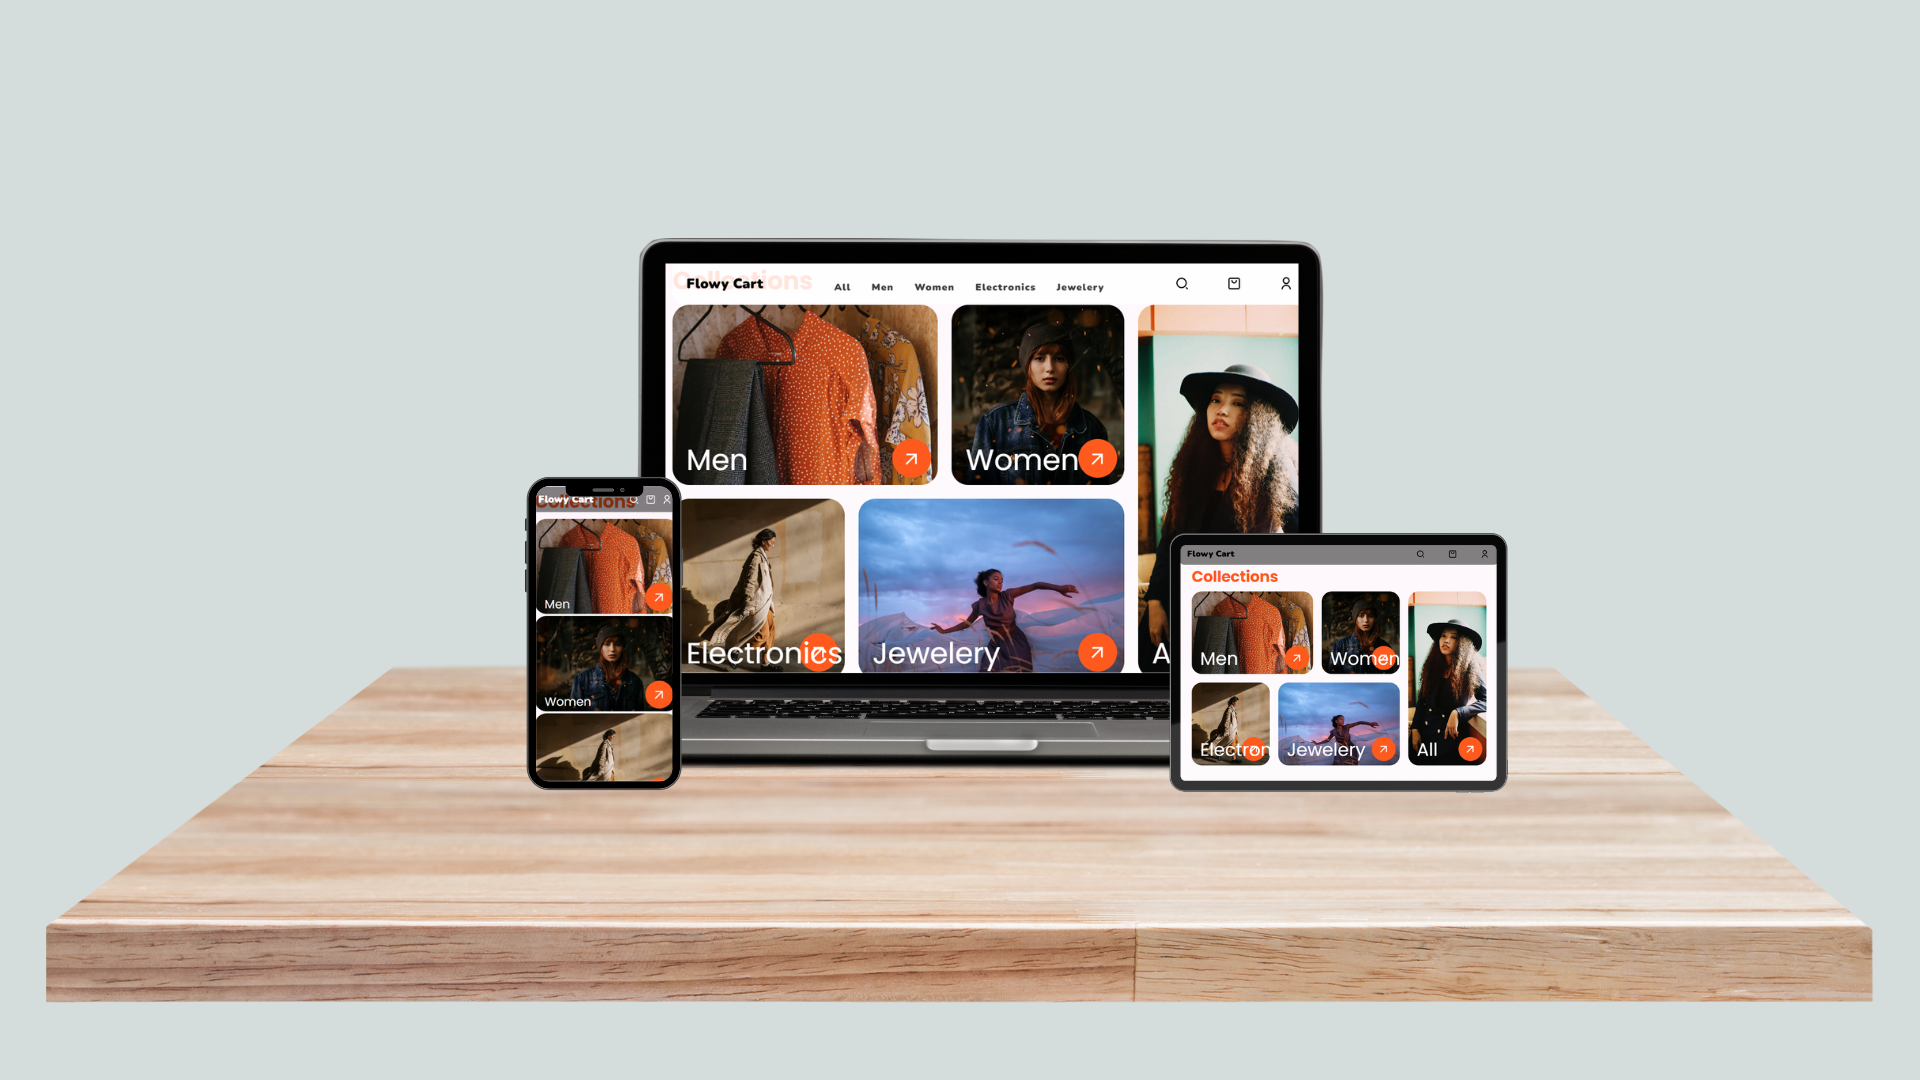 Collections
Flowy Cart
All Men Women Electronics Jewelery
Men
Women
Electronics
Jewelery
A
Flowy Cart
Collections
Men
Women
Flowy Cart
Collections
Men
Women
Electron
Jewelery
All